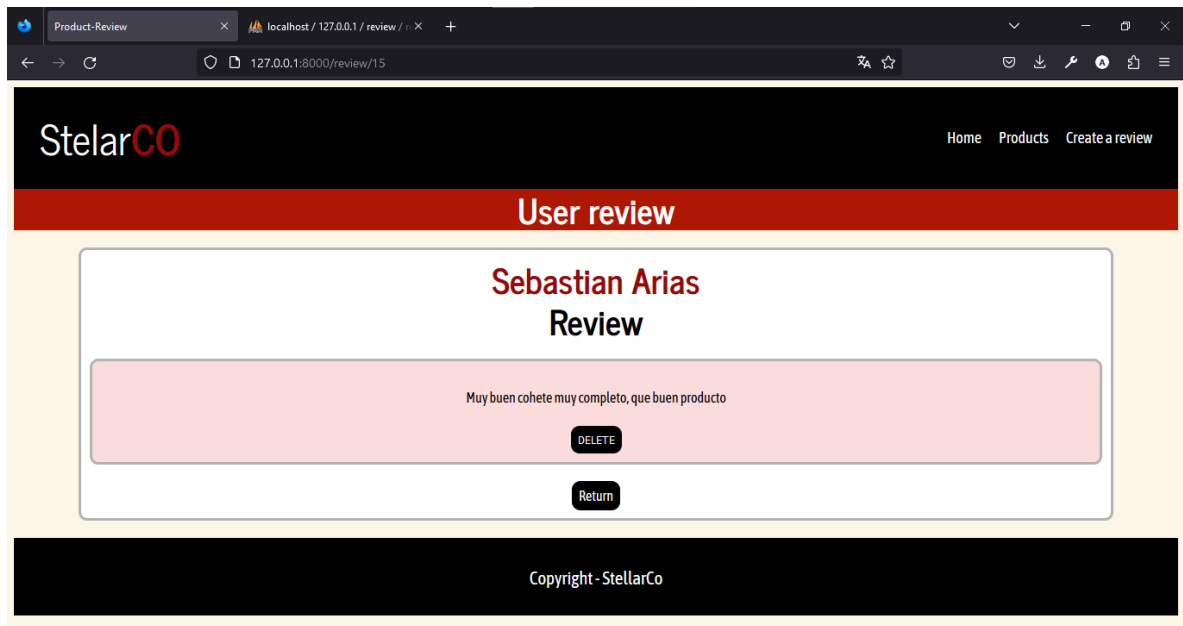 Product-Review
localhost / 127.0.0.1 / review / r
127.0.0.1:8000/review/15
StelarCO
Home Products Create a review
User review
Sebastian Arias
Review
Muy buen cohete muy completo, que buen producto
DELETE
Return
Copyright - StellarCo